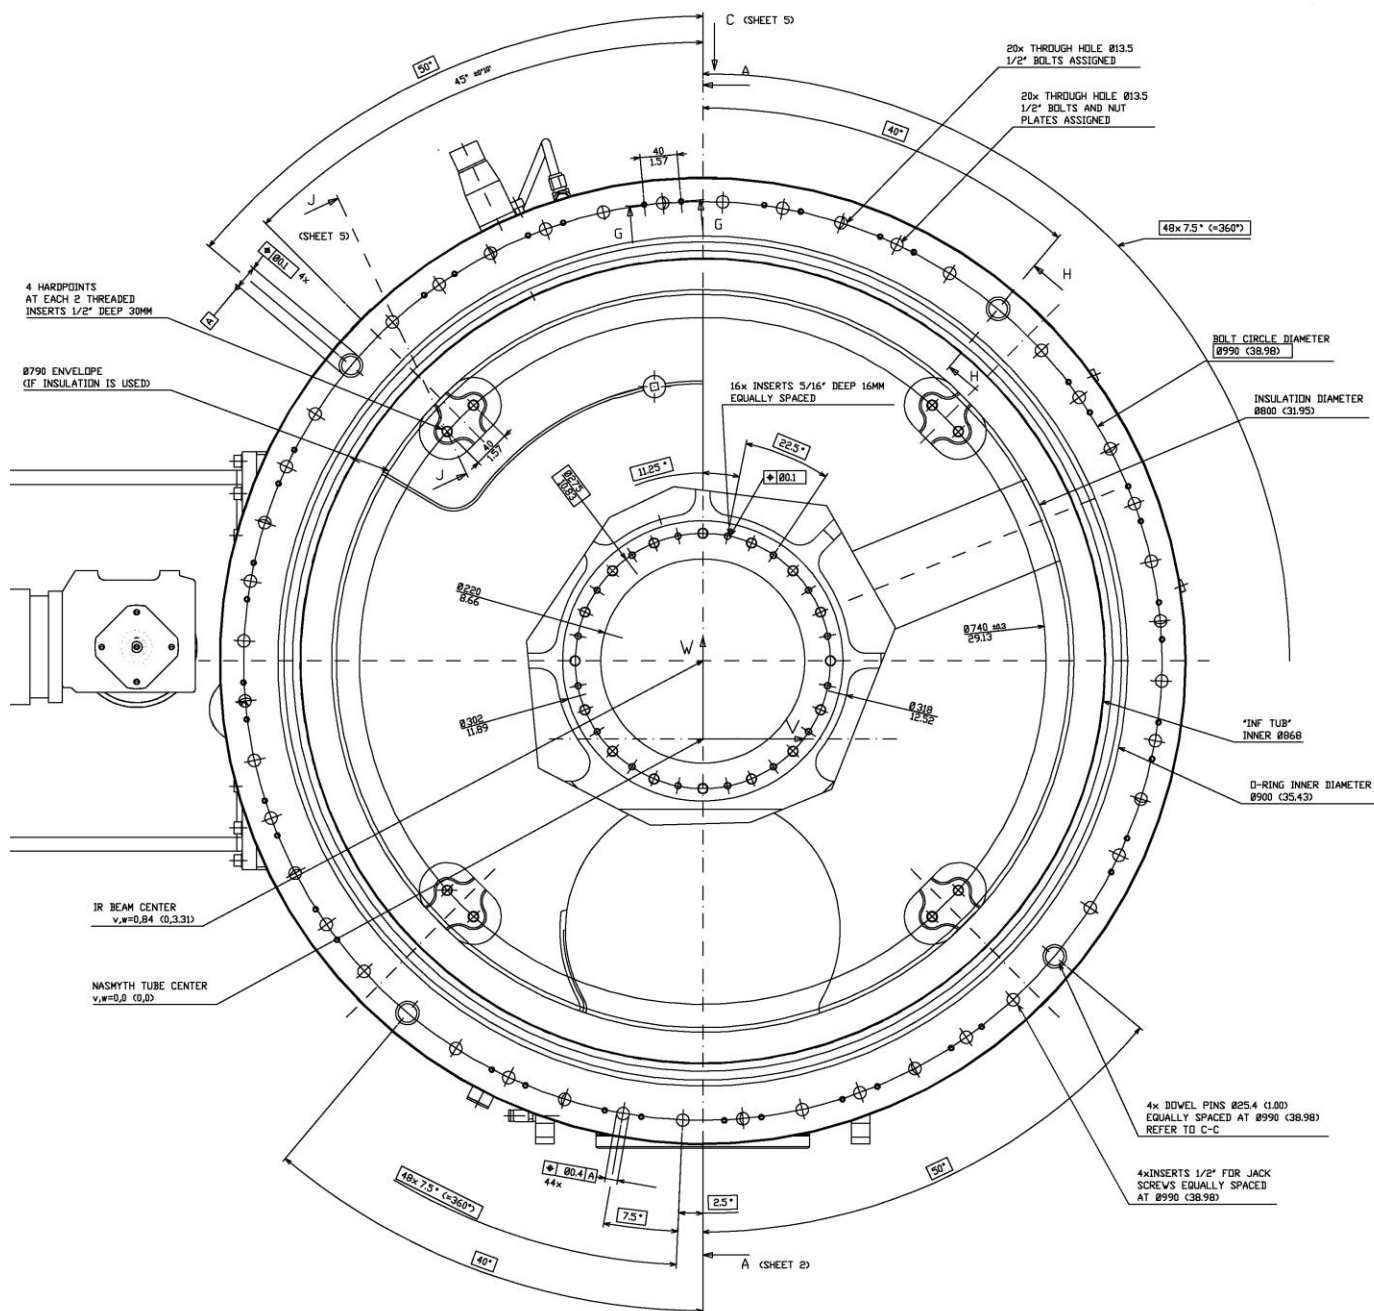 C (SHEET 5)
50°
45° ±0°10'
A
20x THROUGH HOLE Ø13.5
1/2" BOLTS ASSIGNED
20x THROUGH HOLE Ø13.5
1/2" BOLTS AND NUT
PLATES ASSIGNED
40°
40
1.57
J
(SHEET 5)
G
G
48x 7.5° (=360°)
H
⌖ Ø0.1
4x
A
4 HARDPOINTS
AT EACH 2 THREADED
INSERTS 1/2" DEEP 30MM
BOLT CIRCLE DIAMETER
Ø990 (38.98)
Ø790 ENVELOPE
(IF INSULATION IS USED)
H
16x INSERTS 5/16" DEEP 16MM
EQUALLY SPACED
INSULATION DIAMETER
Ø800 (31.95)
40
1.57
J
22.5°
11.25°
⌖ Ø0.1
Ø275
10.83
Ø220
8.66
Ø740 ±0.3
29.13
W
Ø302
11.89
Ø318
12.52
V
"INF TUB"
INNER Ø868
O-RING INNER DIAMETER
Ø900 (35.43)
IR BEAM CENTER
v,w=0,84 (0,3.31)
NASMYTH TUBE CENTER
v,w=0,0 (0,0)
4x DOWEL PINS Ø25.4 (1.00)
EQUALLY SPACED AT Ø990 (38.98)
REFER TO C-C
⌖ Ø0.4 A
44x
50°
4xINSERTS 1/2" FOR JACK
SCREWS EQUALLY SPACED
AT Ø990 (38.98)
48x 7.5° (=360°)
2.5°
7.5°
40°
A (SHEET 2)